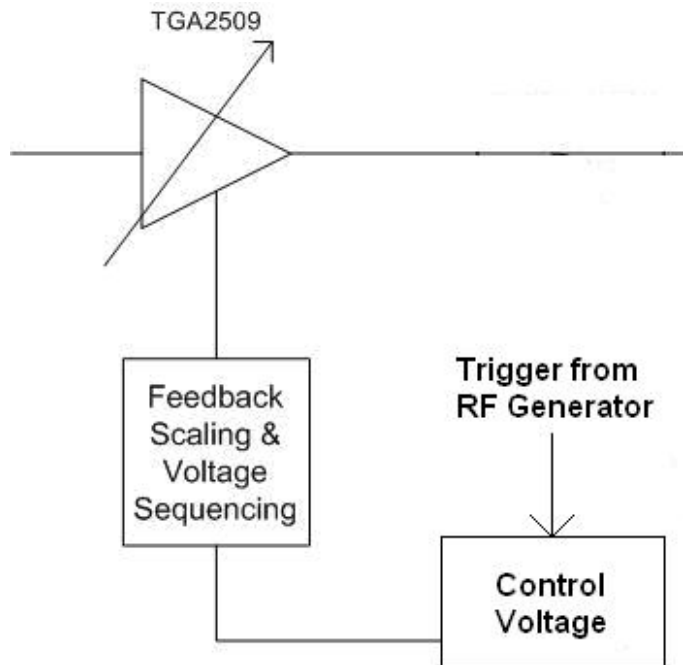 TGA2509
Feedback
Scaling &
Voltage
Sequencing
Trigger from
RF Generator
Control
Voltage